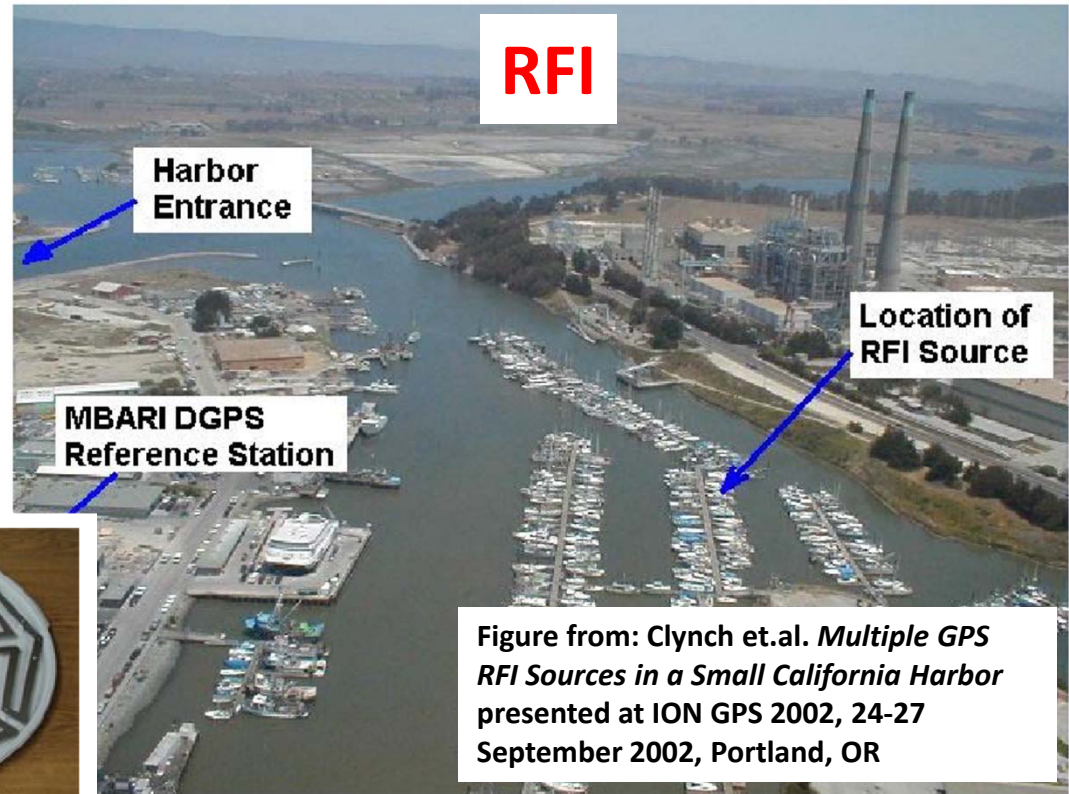 RFI
Harbor
Entrance
Location of
RFI Source
MBARI DGPS
Reference Station
Figure from: Clynch et.al. Multiple GPS
RFI Sources in a Small California Harbor
presented at ION GPS 2002, 24-27
September 2002, Portland, OR